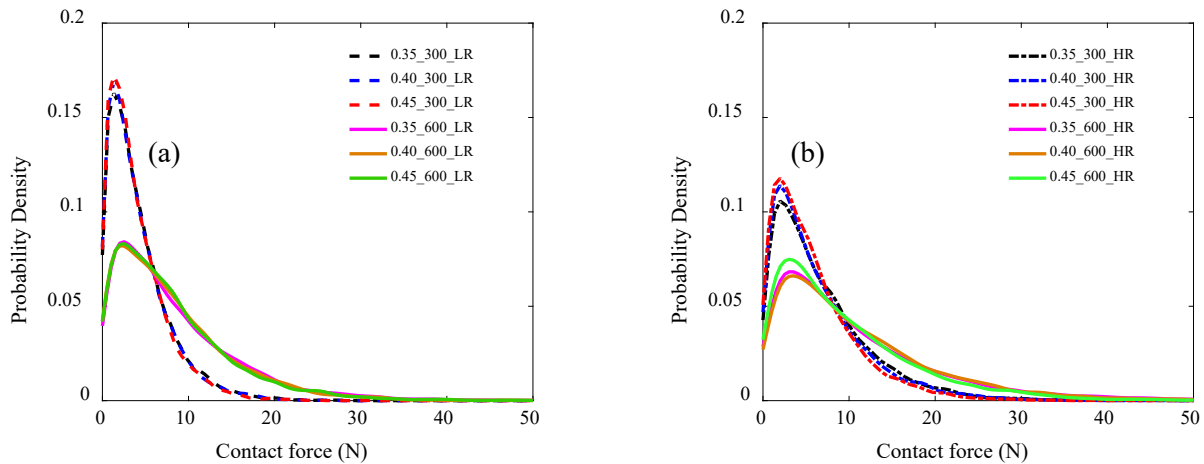 0.2
0.15
0.1
0.05
0
0
10
20
30
40
50
Probability Density
Contact force (N)
(a)
0.35_300_LR
0.40_300_LR
0.45_300_LR
0.35_600_LR
0.40_600_LR
0.45_600_LR
0.2
0.15
0.1
0.05
0
0
10
20
30
40
50
Probability Density
Contact force (N)
(b)
0.35_300_HR
0.40_300_HR
0.45_300_HR
0.35_600_HR
0.40_600_HR
0.45_600_HR